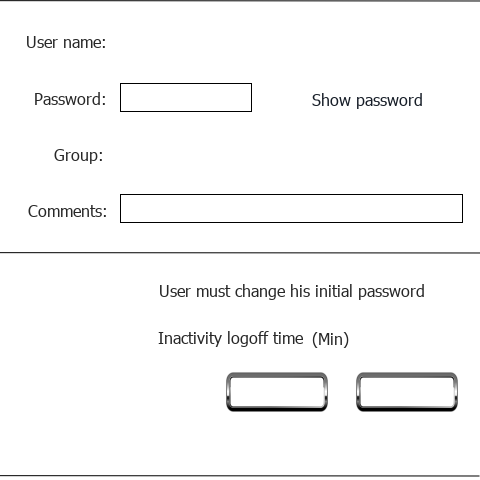 User name:
Password: Show password
Group:
Comments:
User must change his initial password
Inactivity logoff time (Min)